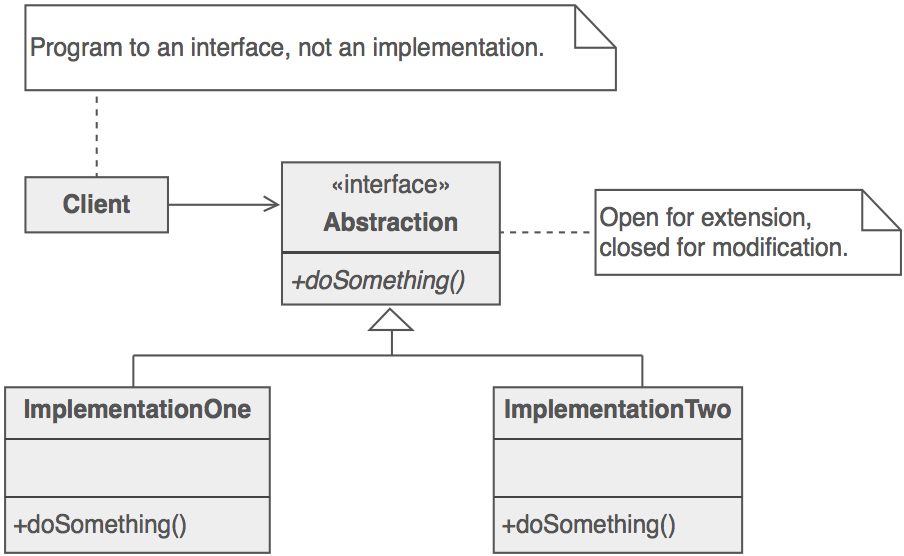 Program to an interface, not an implementation.
Client
«interface»
Abstraction
+doSomething()
Open for extension,
closed for modification.
ImplementationOne
+doSomething()
ImplementationTwo
+doSomething()